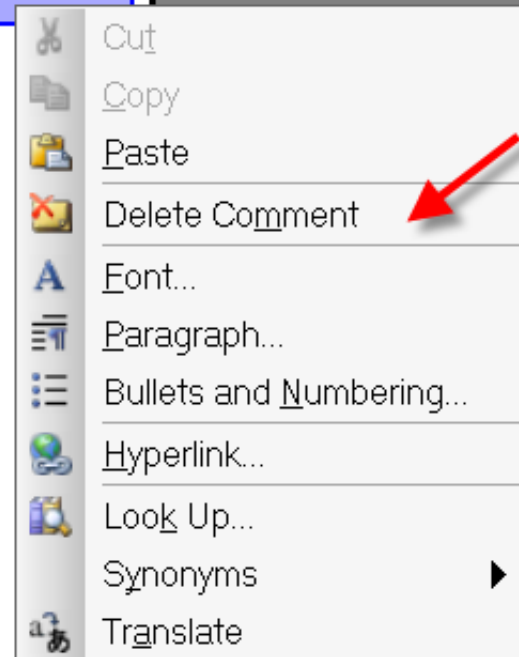 Cut
Copy
Paste
Delete Comment
Font...
Paragraph...
Bullets and Numbering...
Hyperlink...
Look Up...
Synonyms
Translate